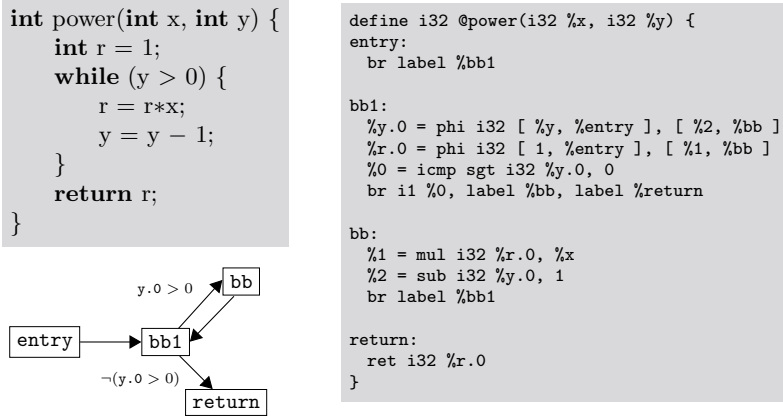 int power(int x, int y) {
int r = 1;
while (y > 0) {
r = r∗x;
y = y − 1;
}
return r;
}
define i32 @power(i32 %x, i32 %y) {
entry:
br label %bb1
bb1:
%y.0 = phi i32 [ %y, %entry ], [ %2, %bb ]
%r.0 = phi i32 [ 1, %entry ], [ %1, %bb ]
%0 = icmp sgt i32 %y.0, 0
br i1 %0, label %bb, label %return
bb:
%1 = mul i32 %r.0, %x
%2 = sub i32 %y.0, 1
br label %bb1
return:
ret i32 %r.0
}
y.0 > 0
bb
entry
bb1
¬(y.0 > 0)
return